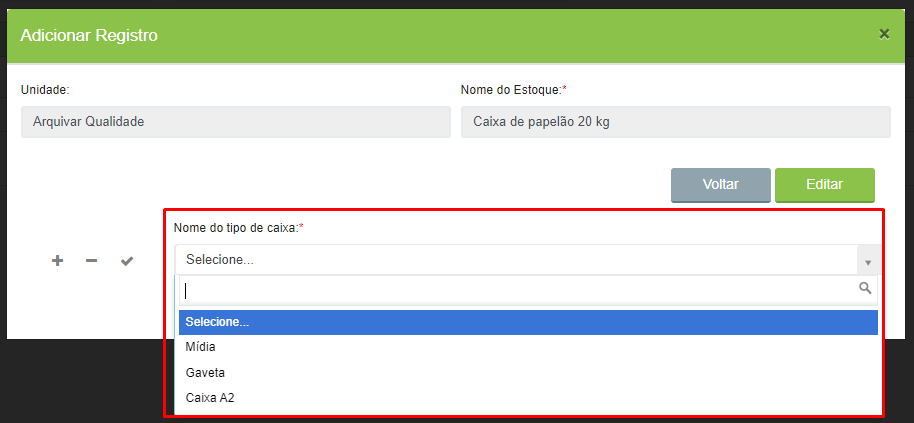 Adicionar Registro
Unidade:
Nome do Estoque:*
Arquivar Qualidade
Caixa de papelão 20 kg
Voltar
Editar
Nome do tipo de caixa:*
Selecione...
Selecione...
Mídia
Gaveta
Caixa A2